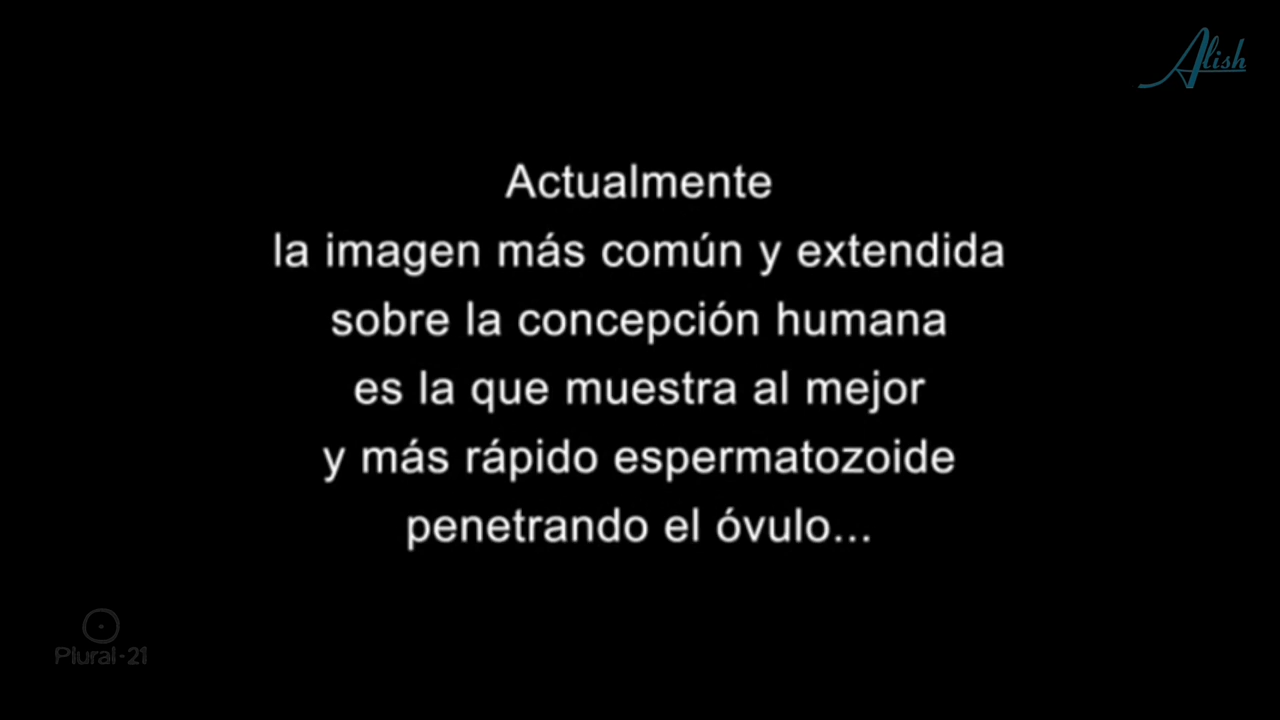 Alish
Actualmente
la imagen más común y extendida
sobre la concepción humana
es la que muestra al mejor
y más rápido espermatozoide
penetrando el óvulo...
Plural-21